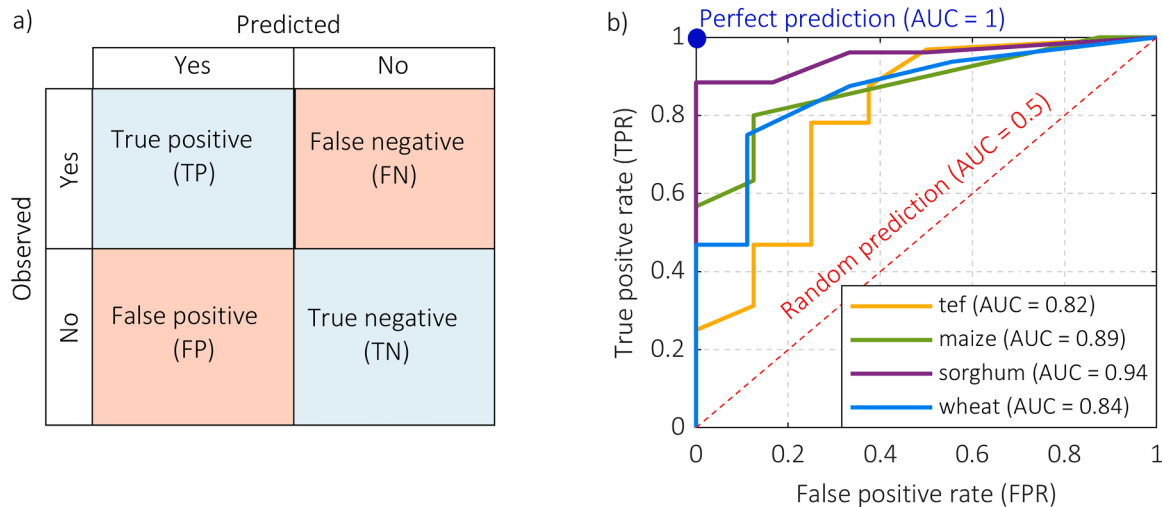 a)
Predicted
Yes
No
Observed
Yes
True positive
(TP)
False negative
(FN)
No
False positive
(FP)
True negative
(TN)
b)
Perfect prediction (AUC = 1)
True positve rate (TPR)
1
0.8
0.6
0.4
0.2
0
Random prediction (AUC = 0.5)
tef (AUC = 0.82)
maize (AUC = 0.89)
sorghum (AUC = 0.94
wheat (AUC = 0.84)
0
0.2
0.4
0.6
0.8
1
False positive rate (FPR)